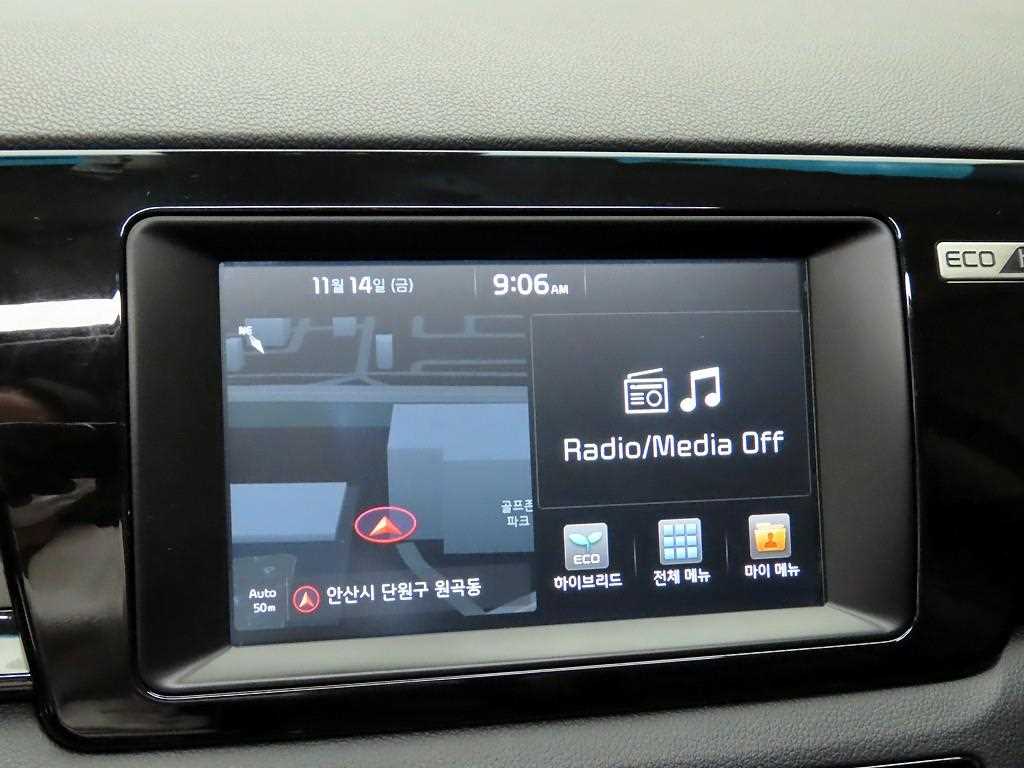 11월 14일 (금)
9:06 AM
ECO
NE
Radio/Media Off
골프존
파크
ECO
하이브리드
전체 메뉴
마이 메뉴
Auto
50m
안산시 단원구 원곡동